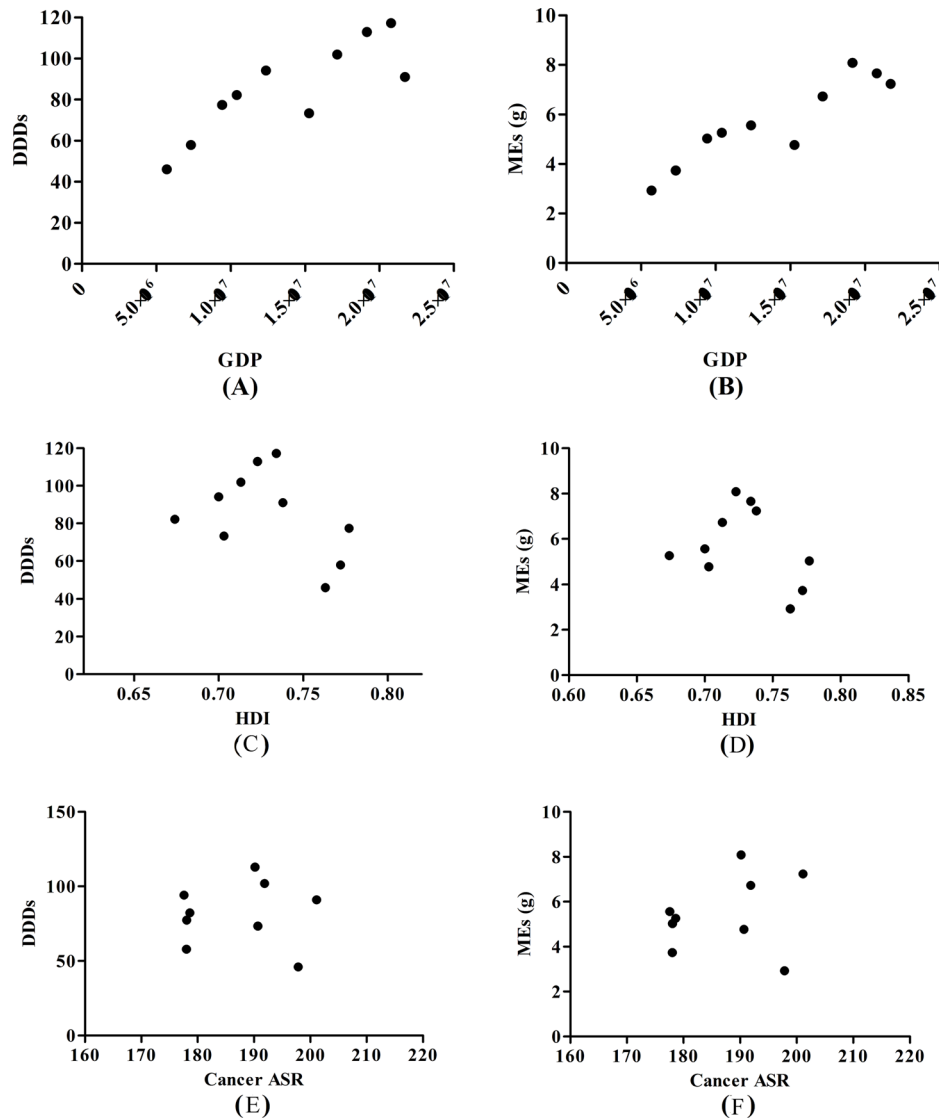 120
100
80
60
40
20
0
DDDs
0
5.0×10⁶
1.0×10⁷
1.5×10⁷
2.0×10⁷
2.5×10⁷
GDP
(A)
10
8
6
4
2
0
MEs (g)
0
5.0×10⁶
1.0×10⁷
1.5×10⁷
2.0×10⁷
2.5×10⁷
GDP
(B)
120
100
80
60
40
20
0
DDDs
0.65 0.70 0.75 0.80
HDI
(C)
10
8
6
4
2
0
MEs (g)
0.60 0.65 0.70 0.75 0.80 0.85
HDI
(D)
150
100
50
0
DDDs
160 170 180 190 200 210 220
Cancer ASR
(E)
10
8
6
4
2
0
MEs (g)
160 170 180 190 200 210 220
Cancer ASR
(F)